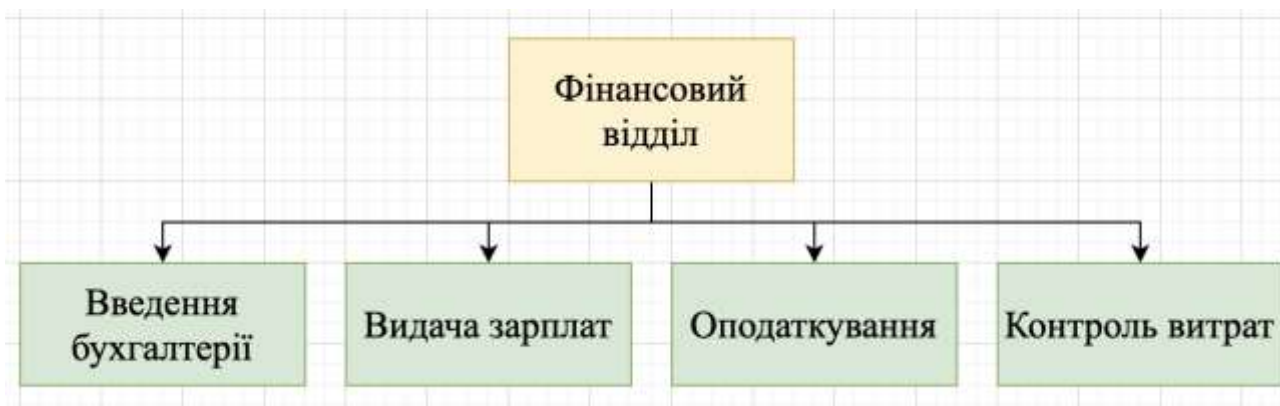 Фінансовий
відділ
Введення
бухгалтерії
Видача зарплат
Оподаткування
Контроль витрат